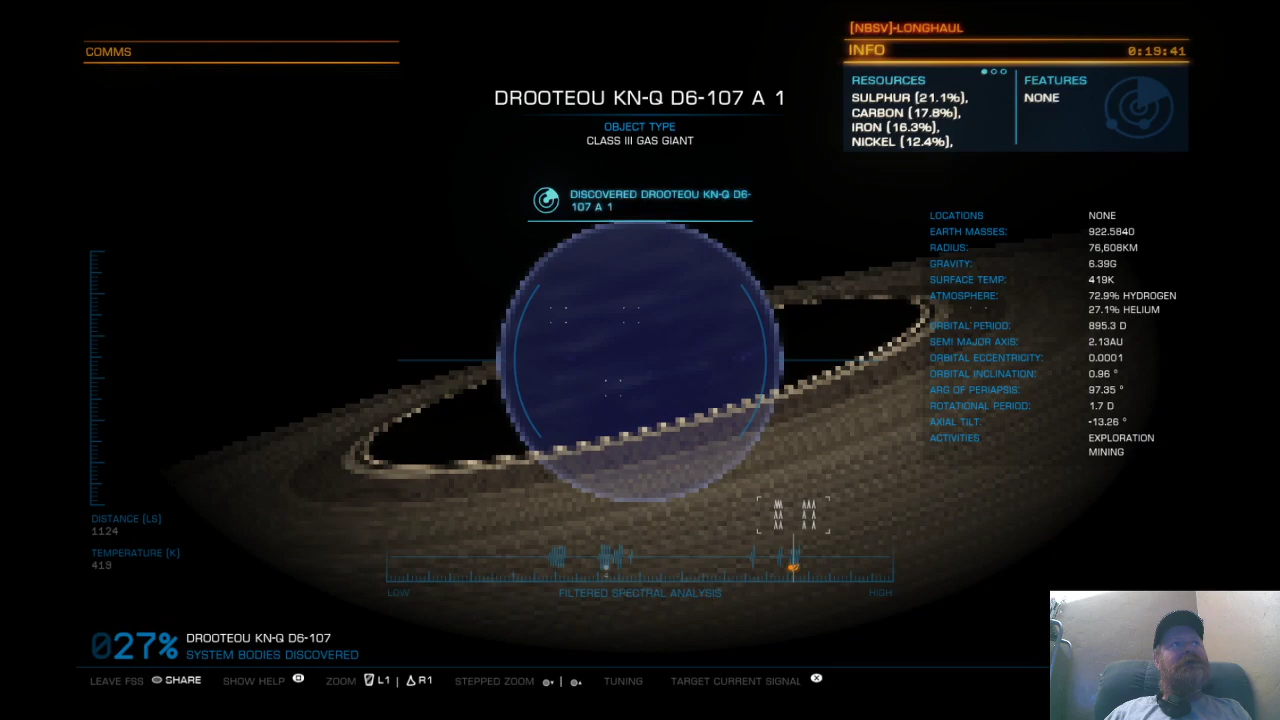 COMMS
[NBSV]-LONGHAUL
INFO
0:19:41
RESOURCES
SULPHUR (21.1%),
CARBON (17.8%),
IRON (16.3%),
NICKEL (12.4%),
FEATURES
NONE
DROOTEOU KN-Q D6-107 A 1
OBJECT TYPE
CLASS III GAS GIANT
DISCOVERED DROOTEOU KN-Q D6-
107 A 1
LOCATIONS NONE
EARTH MASSES: 922.5840
RADIUS: 76,608KM
GRAVITY: 6.39G
SURFACE TEMP: 419K
ATMOSPHERE: 72.9% HYDROGEN
27.1% HELIUM
ORBITAL PERIOD: 895.3 D
SEMI MAJOR AXIS: 2.13AU
ORBITAL ECCENTRICITY: 0.0001
ORBITAL INCLINATION: 0.96 °
ARG OF PERIAPSIS: 97.35 °
ROTATIONAL PERIOD: 1.7 D
AXIAL TILT: -13.26 °
ACTIVITIES EXPLORATION
MINING
DISTANCE (LS)
1124
TEMPERATURE (K)
419
LOW FILTERED SPECTRAL ANALYSIS HIGH
027% DROOTEOU KN-Q D6-107
SYSTEM BODIES DISCOVERED
LEAVE FSS SHARE SHOW HELP ZOOM L1 | R1 STEPPED ZOOM | TUNING TARGET CURRENT SIGNAL